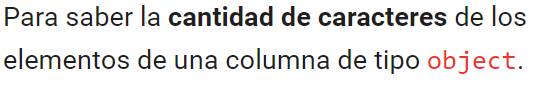 Para saber la cantidad de caracteres de los
elementos de una columna de tipo object.